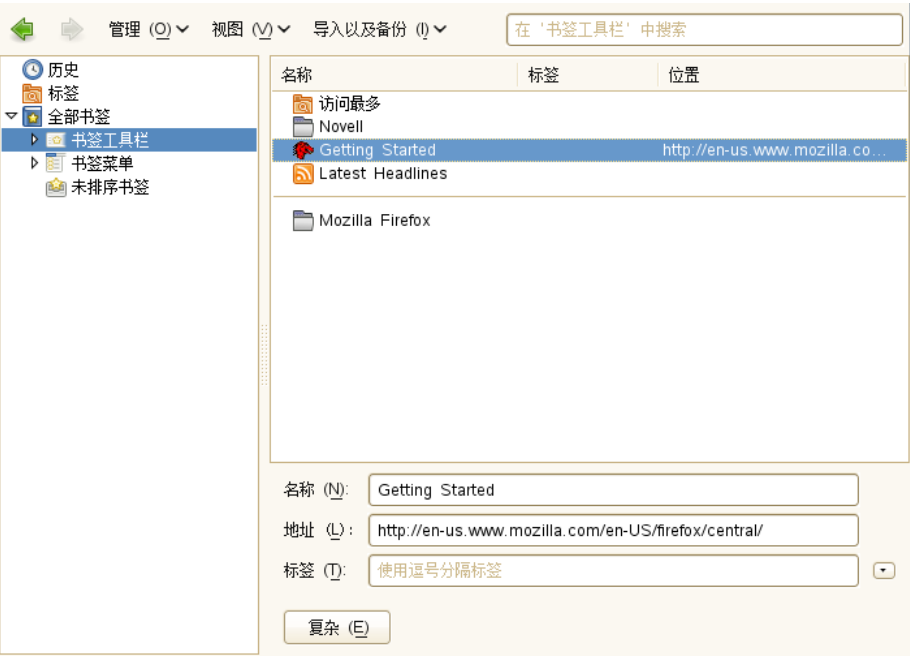 管理 (O) 视图 (V) 导入以及备份 (I) 在 '书签工具栏' 中搜索
历史
标签
全部书签
书签工具栏
书签菜单
未排序书签
名称 标签 位置
访问最多
Novell
Getting Started http://en-us.www.mozilla.co...
Latest Headlines
Mozilla Firefox
名称 (N): Getting Started
地址 (L): http://en-us.www.mozilla.com/en-US/firefox/central/
标签 (T): 使用逗号分隔标签
复杂 (E)